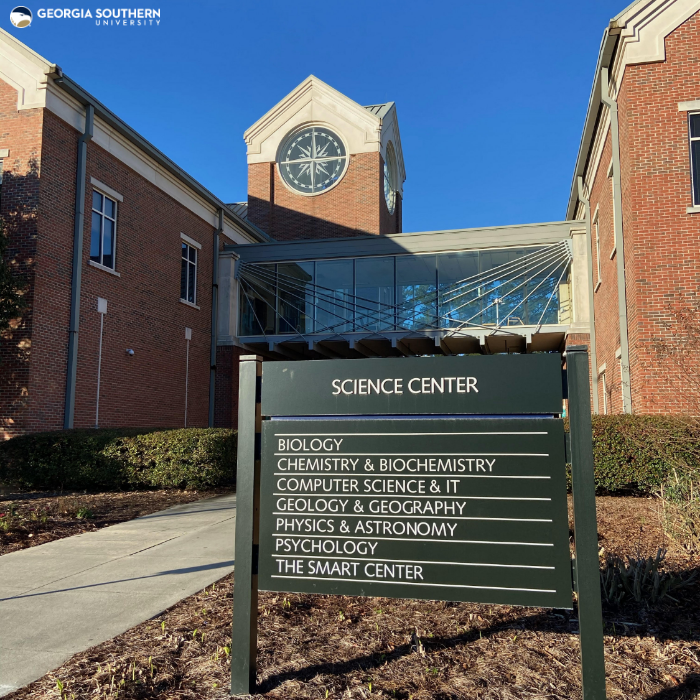 GEORGIA SOUTHERN
UNIVERSITY
SCIENCE CENTER
BIOLOGY
CHEMISTRY & BIOCHEMISTRY
COMPUTER SCIENCE & IT
GEOLOGY & GEOGRAPHY
PHYSICS & ASTRONOMY
PSYCHOLOGY
THE SMART CENTER